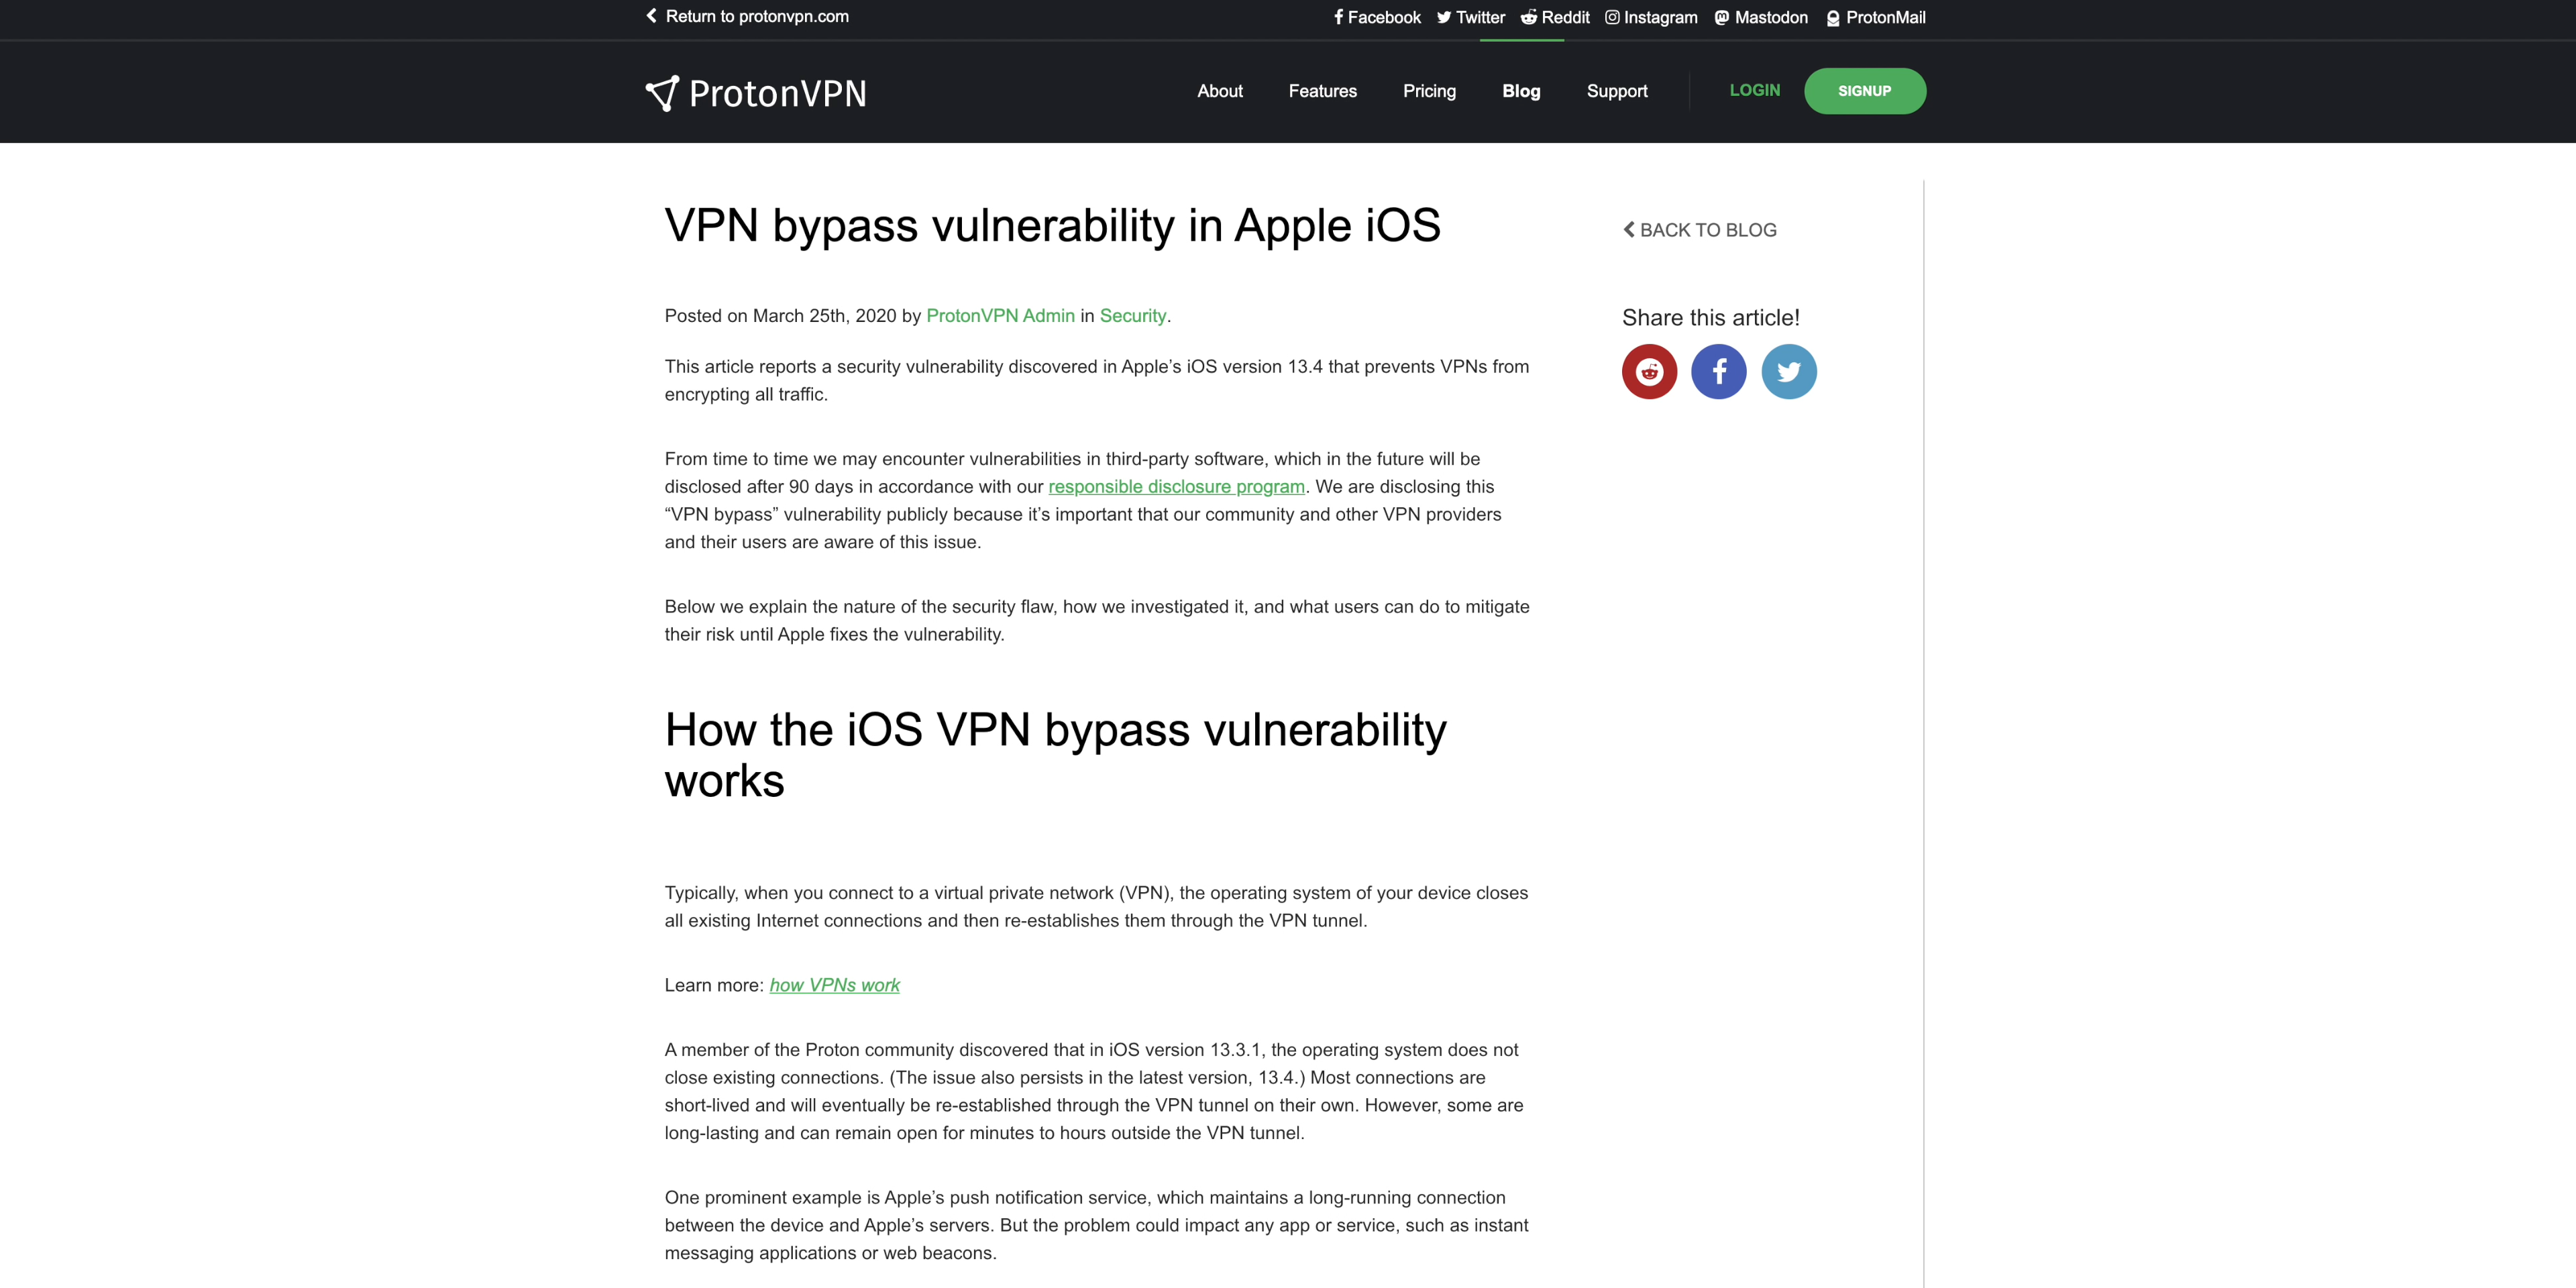 Return to protonvpn.com
Facebook Twitter Reddit Instagram Mastodon ProtonMail
ProtonVPN
About Features Pricing Blog Support LOGIN SIGNUP
VPN bypass vulnerability in Apple iOS
BACK TO BLOG
Posted on March 25th, 2020 by ProtonVPN Admin in Security.
Share this article!
This article reports a security vulnerability discovered in Apple’s iOS version 13.4 that prevents VPNs from
encrypting all traffic.
From time to time we may encounter vulnerabilities in third-party software, which in the future will be
disclosed after 90 days in accordance with our responsible disclosure program. We are disclosing this
“VPN bypass” vulnerability publicly because it’s important that our community and other VPN providers
and their users are aware of this issue.
Below we explain the nature of the security flaw, how we investigated it, and what users can do to mitigate
their risk until Apple fixes the vulnerability.
How the iOS VPN bypass vulnerability
works
Typically, when you connect to a virtual private network (VPN), the operating system of your device closes
all existing Internet connections and then re-establishes them through the VPN tunnel.
Learn more: how VPNs work
A member of the Proton community discovered that in iOS version 13.3.1, the operating system does not
close existing connections. (The issue also persists in the latest version, 13.4.) Most connections are
short-lived and will eventually be re-established through the VPN tunnel on their own. However, some are
long-lasting and can remain open for minutes to hours outside the VPN tunnel.
One prominent example is Apple’s push notification service, which maintains a long-running connection
between the device and Apple’s servers. But the problem could impact any app or service, such as instant
messaging applications or web beacons.